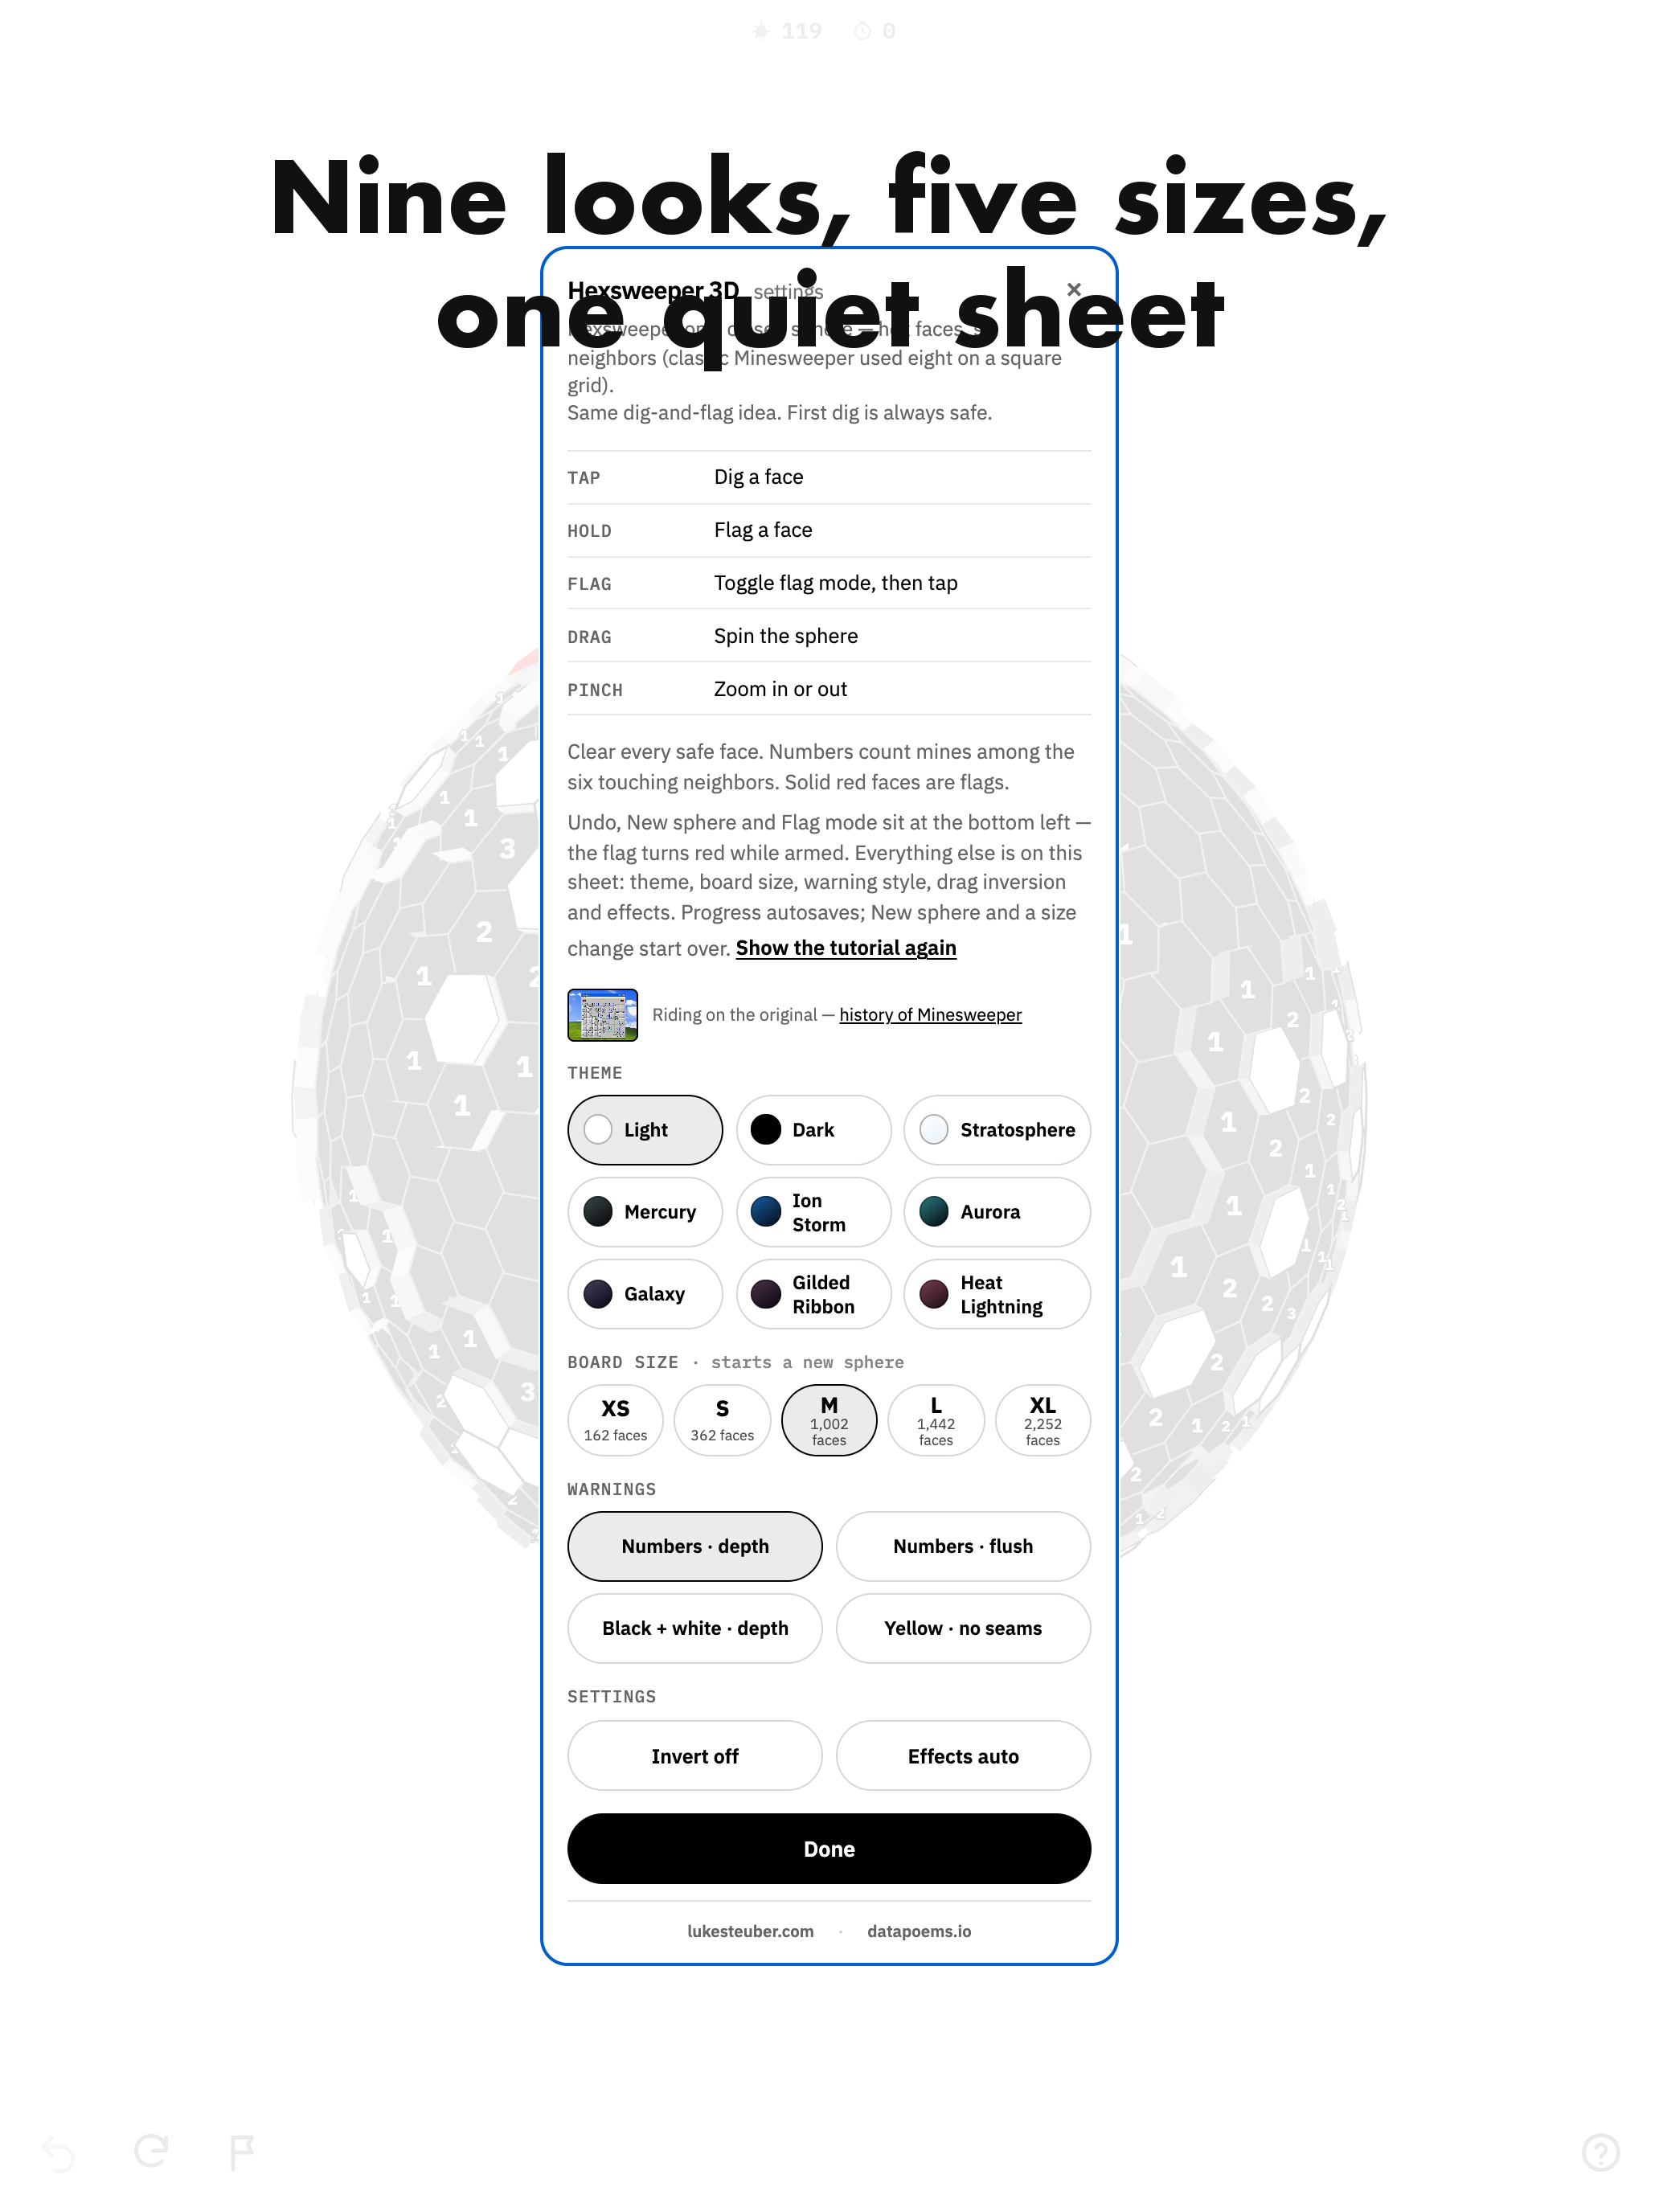 119 0
Nine looks, five sizes,
one quiet sheet
Hexsweeper 3D settings
neighbors (classic Minesweeper used eight on a square
grid).
Same dig-and-flag idea. First dig is always safe.
TAP Dig a face
HOLD Flag a face
FLAG Toggle flag mode, then tap
DRAG Spin the sphere
PINCH Zoom in or out
Clear every safe face. Numbers count mines among the
six touching neighbors. Solid red faces are flags.
Undo, New sphere and Flag mode sit at the bottom left —
the flag turns red while armed. Everything else is on this
sheet: theme, board size, warning style, drag inversion
and effects. Progress autosaves; New sphere and a size
change start over. Show the tutorial again
Riding on the original — history of Minesweeper
THEME
Light Dark Stratosphere
Mercury Ion Storm Aurora
Galaxy Gilded Ribbon Heat Lightning
BOARD SIZE · starts a new sphere
XS S M L XL
162 faces 362 faces 1,002 faces 1,442 faces 2,252 faces
WARNINGS
Numbers · depth Numbers · flush
Black + white · depth Yellow · no seams
SETTINGS
Invert off Effects auto
Done
lukesteuber.com · datapoems.io